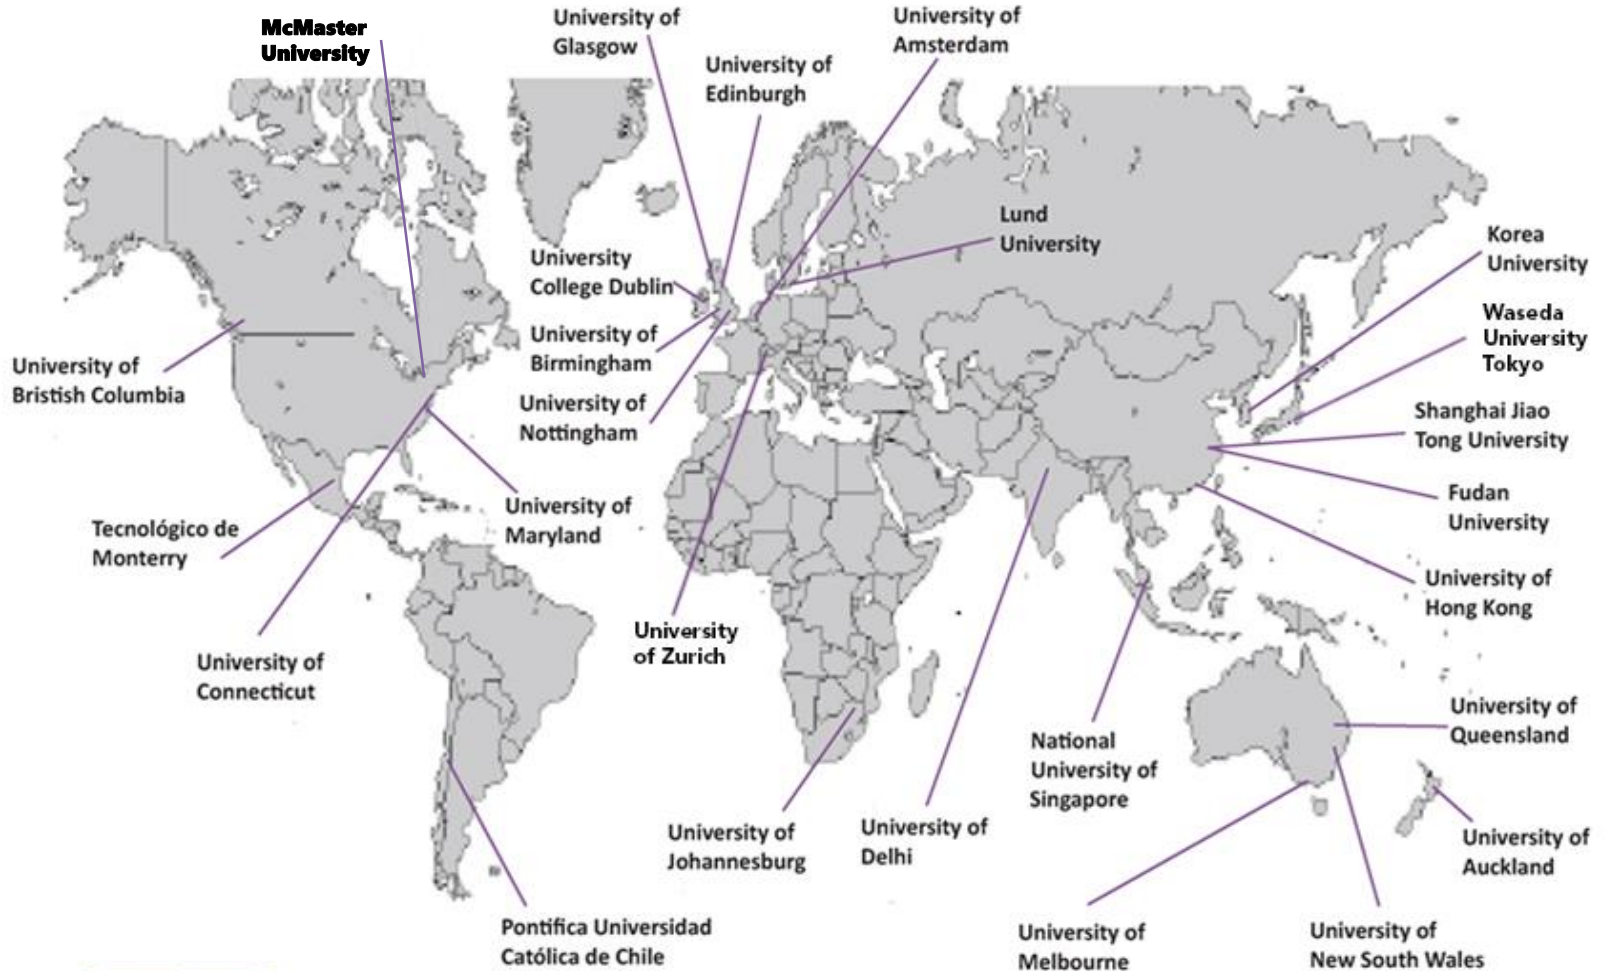 McMaster
University
University of
Glasgow
University of
Edinburgh
University of
Amsterdam
Lund
University
Korea
University
Waseda
University
Tokyo
Shanghai Jiao
Tong University
Fudan
University
University of
Hong Kong
University
College Dublin
University of
Birmingham
University of
Nottingham
University of
Bristish Columbia
University of
Maryland
Tecnológico de
Monterry
University of
Connecticut
University
of Zurich
University of
Johannesburg
University of
Delhi
National
University of
Singapore
University of
Queensland
University of
Auckland
Pontífica Universidad
Católica de Chile
University of
Melbourne
University of
New South Wales